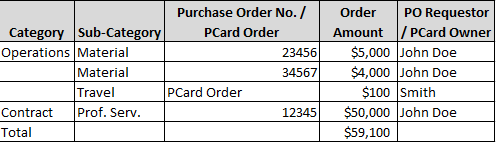 Category Sub-Category Purchase Order No. / PCard Order Order Amount PO Requestor / PCard Owner
Operations Material 23456 $5,000 John Doe
Material 34567 $4,000 John Doe
Travel PCard Order $100 Smith
Contract Prof. Serv. 12345 $50,000 John Doe
Total $59,100